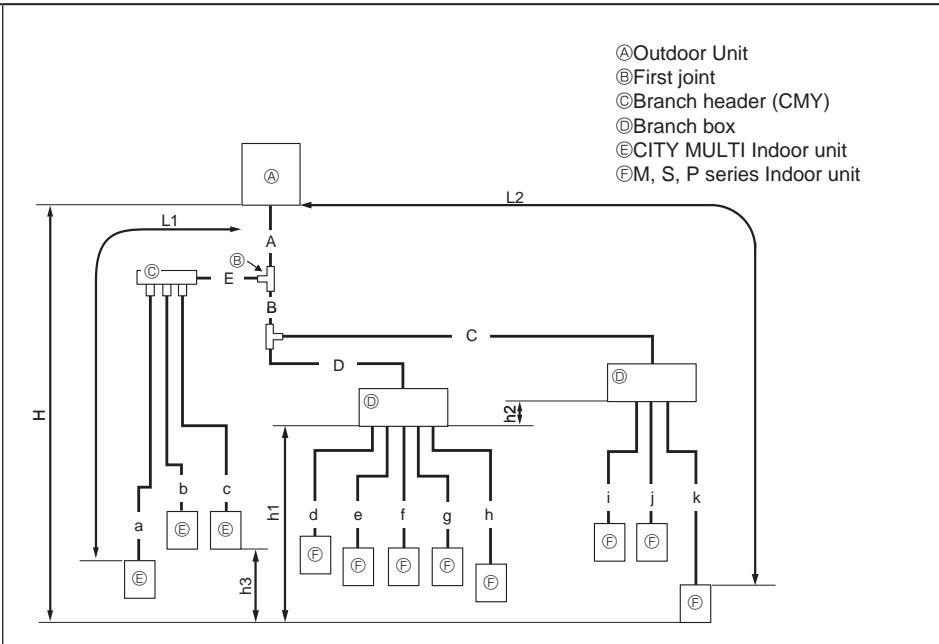 ⒶOutdoor Unit
ⒷFirst joint
ⒸBranch header (CMY)
ⒹBranch box
ⒺCITY MULTI Indoor unit
ⒻM, S, P series Indoor unit
Ⓐ
L2
L1
A
Ⓑ
Ⓒ
E
B
C
D
Ⓓ
Ⓓ
h2
H
h1
a
b
c
d
e
f
g
h
i
j
k
Ⓔ
Ⓔ
Ⓔ
Ⓕ
Ⓕ
Ⓕ
Ⓕ
Ⓕ
Ⓕ
Ⓕ
Ⓕ
h3